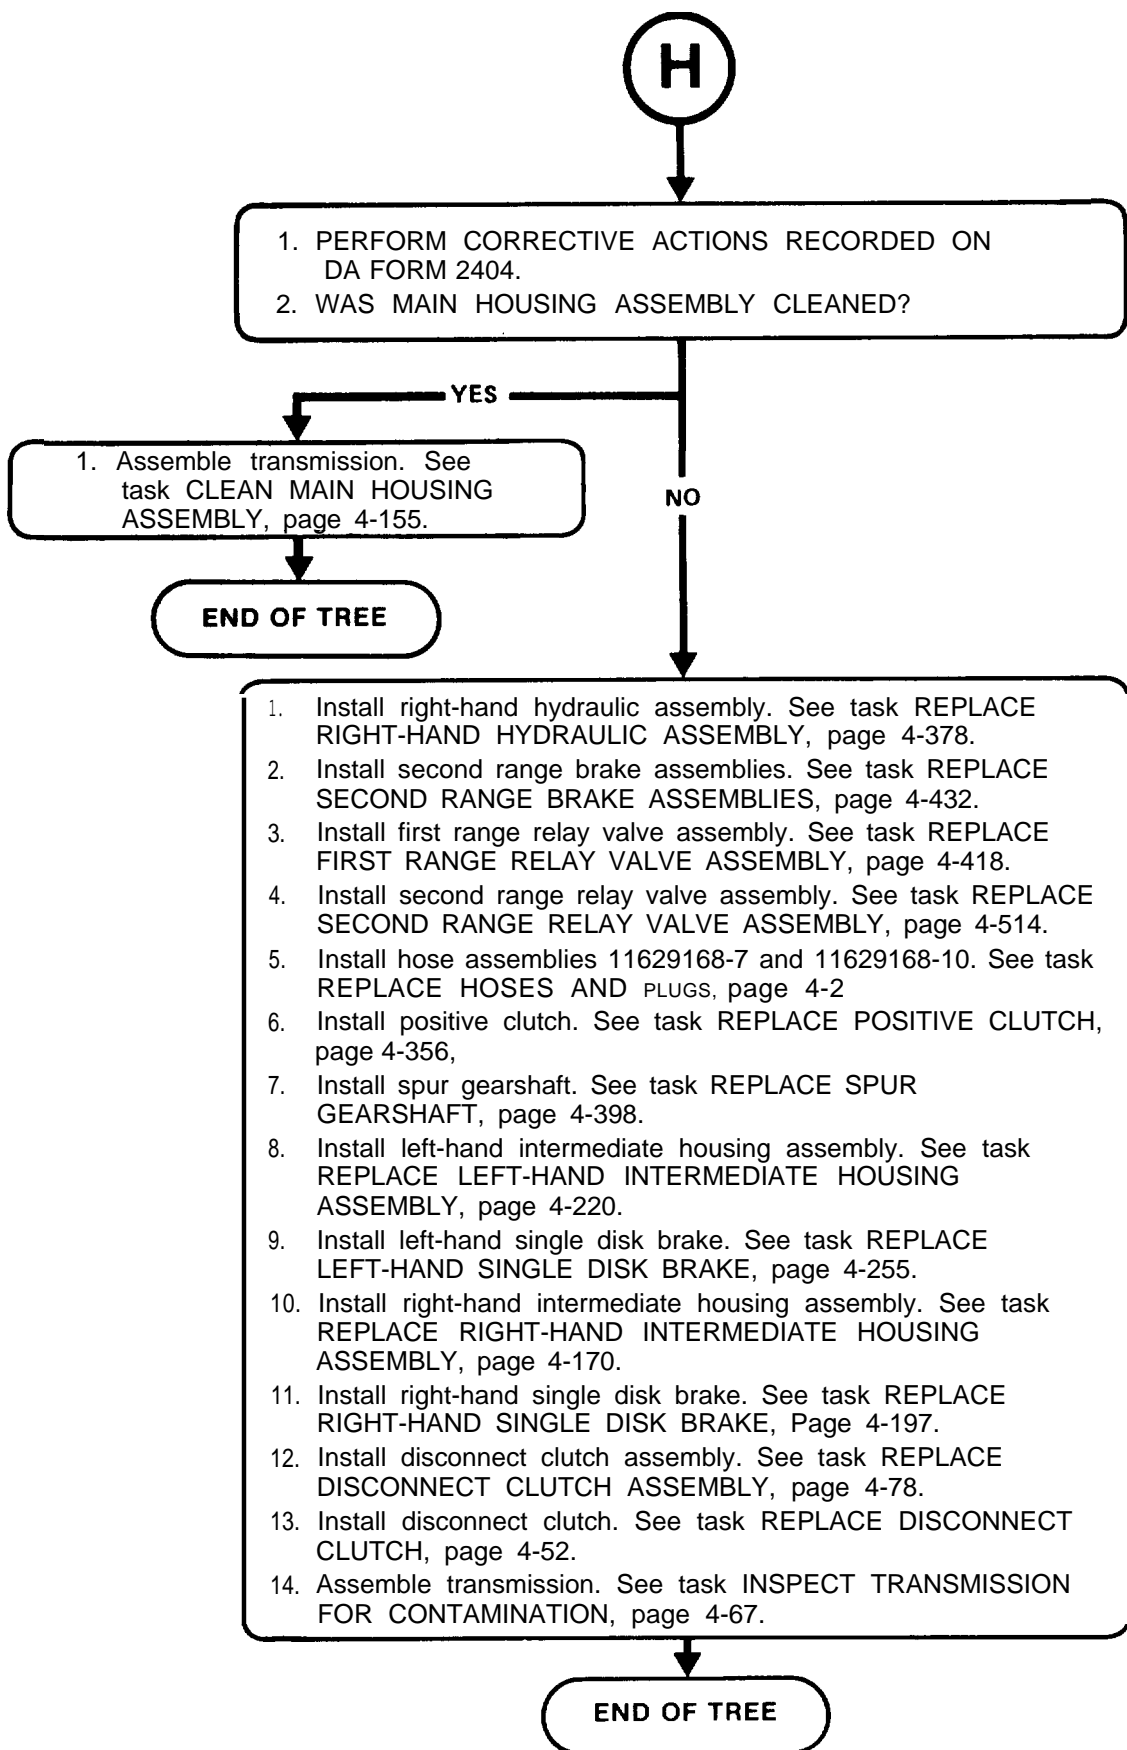 H
1. PERFORM CORRECTIVE ACTIONS RECORDED ON
DA FORM 2404.
2. WAS MAIN HOUSING ASSEMBLY CLEANED?
YES
1. Assemble transmission. See
task CLEAN MAIN HOUSING
ASSEMBLY, page 4-155.
NO
END OF TREE
1. Install right-hand hydraulic assembly. See task REPLACE
RIGHT-HAND HYDRAULIC ASSEMBLY, page 4-378.
2. Install second range brake assemblies. See task REPLACE
SECOND RANGE BRAKE ASSEMBLIES, page 4-432.
3. Install first range relay valve assembly. See task REPLACE
FIRST RANGE RELAY VALVE ASSEMBLY, page 4-418.
4. Install second range relay valve assembly. See task REPLACE
SECOND RANGE RELAY VALVE ASSEMBLY, page 4-514.
5. Install hose assemblies 11629168-7 and 11629168-10. See task
REPLACE HOSES AND PLUGS, page 4-2
6. Install positive clutch. See task REPLACE POSITIVE CLUTCH,
page 4-356,
7. Install spur gearshaft. See task REPLACE SPUR
GEARSHAFT, page 4-398.
8. Install left-hand intermediate housing assembly. See task
REPLACE LEFT-HAND INTERMEDIATE HOUSING
ASSEMBLY, page 4-220.
9. Install left-hand single disk brake. See task REPLACE
LEFT-HAND SINGLE DISK BRAKE, page 4-255.
10. Install right-hand intermediate housing assembly. See task
REPLACE RIGHT-HAND INTERMEDIATE HOUSING
ASSEMBLY, page 4-170.
11. Install right-hand single disk brake. See task REPLACE
RIGHT-HAND SINGLE DISK BRAKE, Page 4-197.
12. Install disconnect clutch assembly. See task REPLACE
DISCONNECT CLUTCH ASSEMBLY, page 4-78.
13. Install disconnect clutch. See task REPLACE DISCONNECT
CLUTCH, page 4-52.
14. Assemble transmission. See task INSPECT TRANSMISSION
FOR CONTAMINATION, page 4-67.
END OF TREE